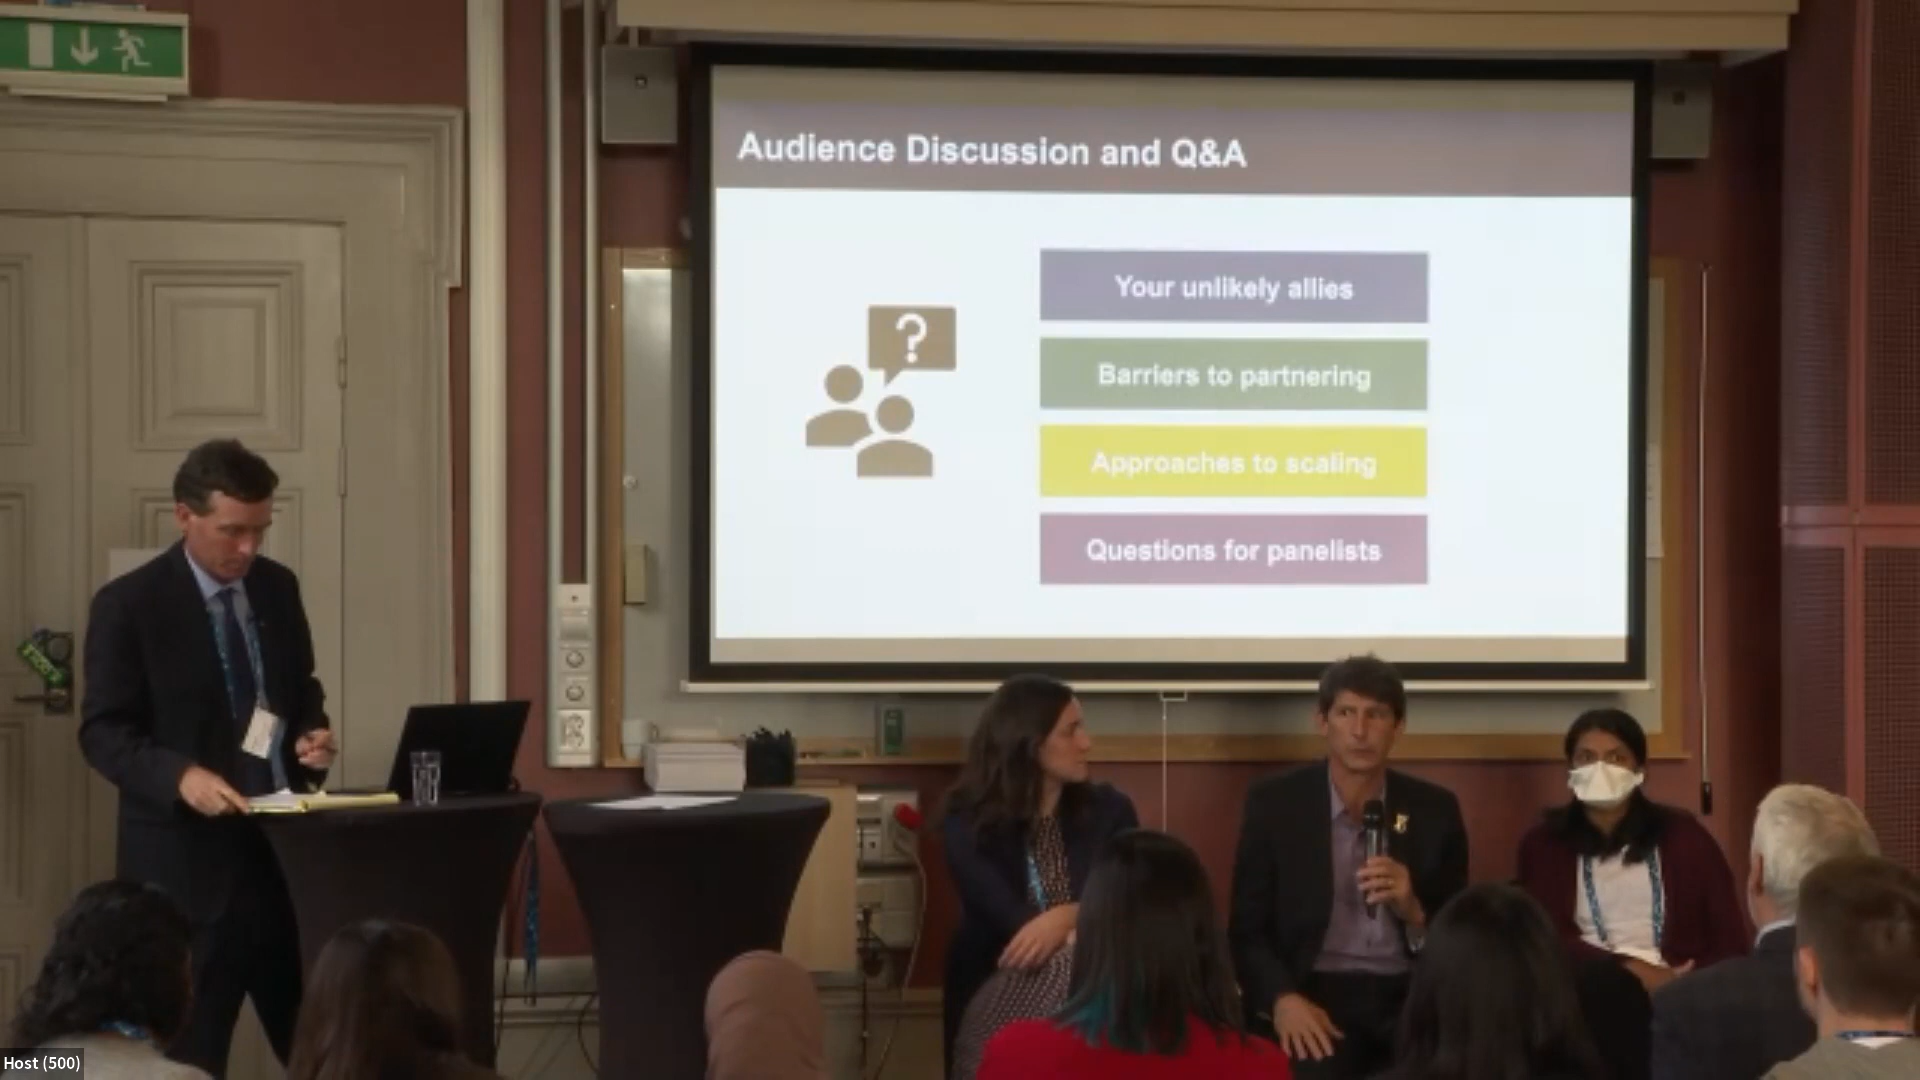 Audience Discussion and Q&A
?
Your unlikely allies
Barriers to partnering
Approaches to scaling
Questions for panelists
Host (500)